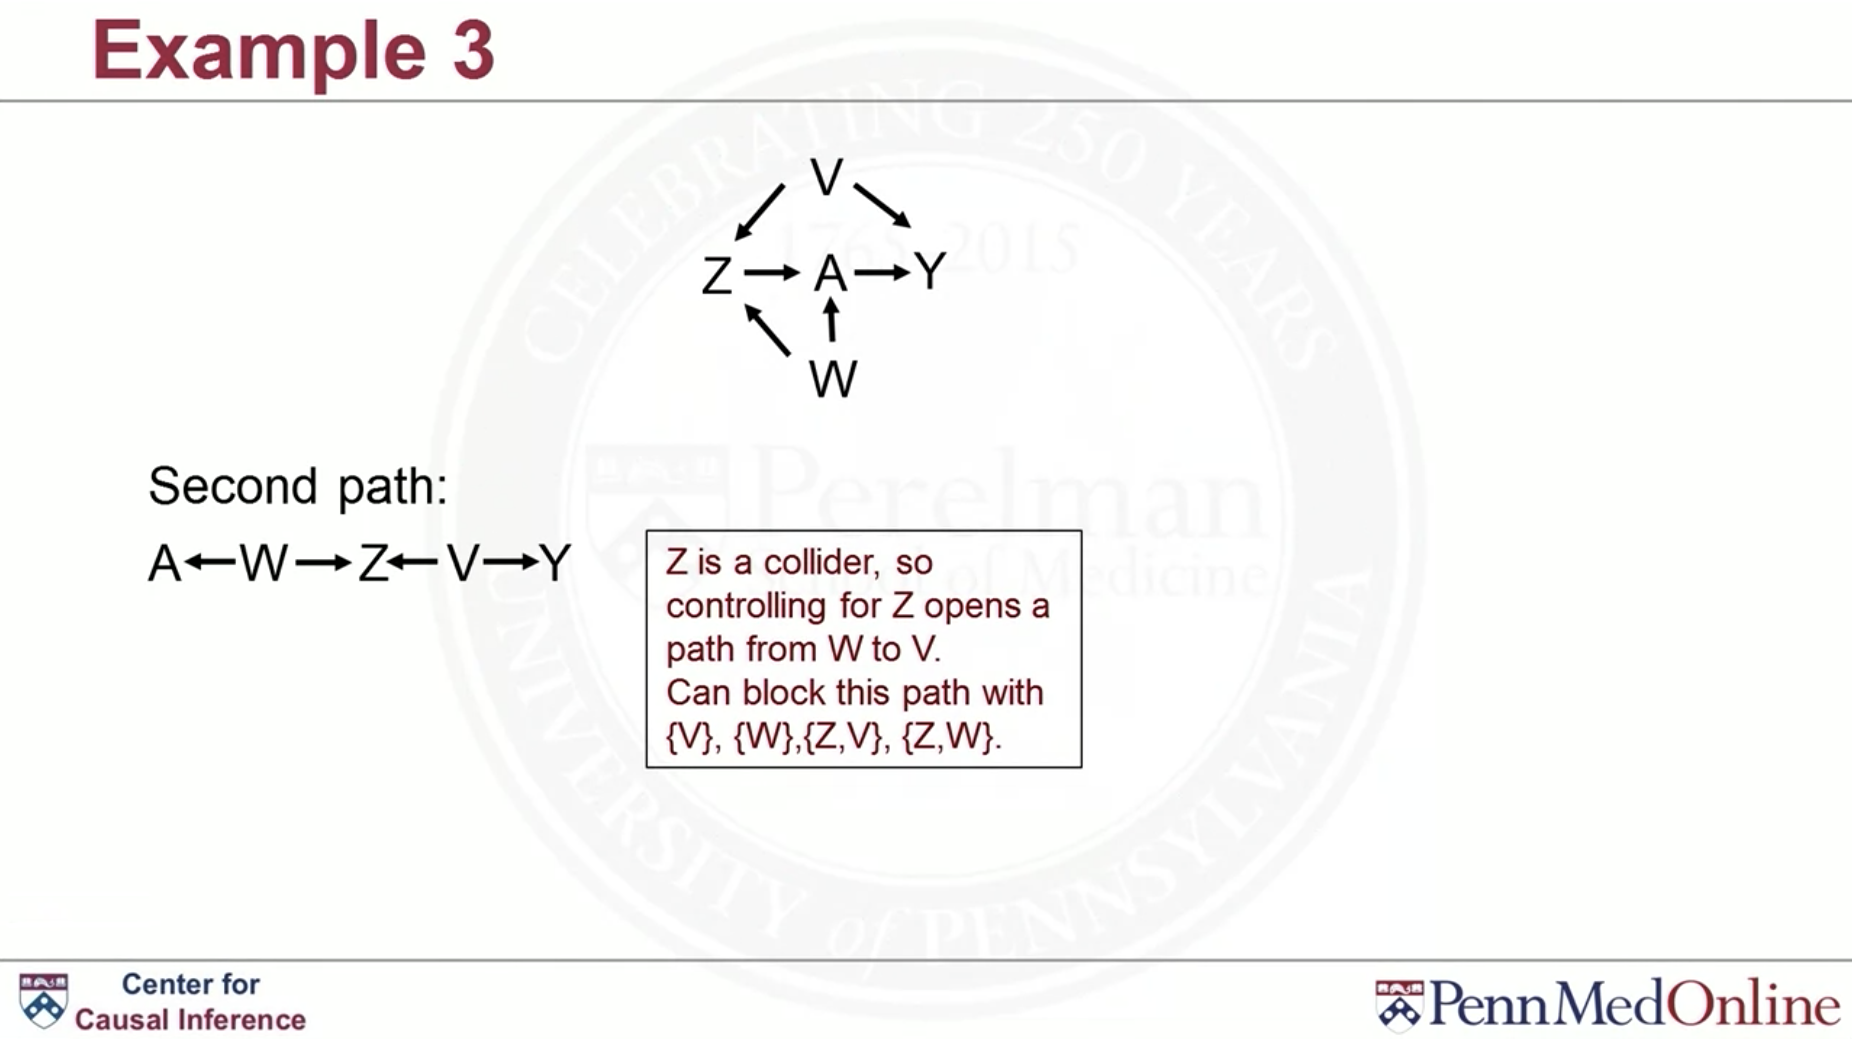 Example 3
CELEBRATING 250 YEARS
1765 2015
V
Z → A → Y
W
Perelman
School of Medicine
UNIVERSITY of PENNSYLVANIA
Second path:
A←W→Z←V→Y
Z is a collider, so
controlling for Z opens a
path from W to V.
Can block this path with
{V}, {W},{Z,V}, {Z,W}.
Center for
Causal Inference
PennMedOnline